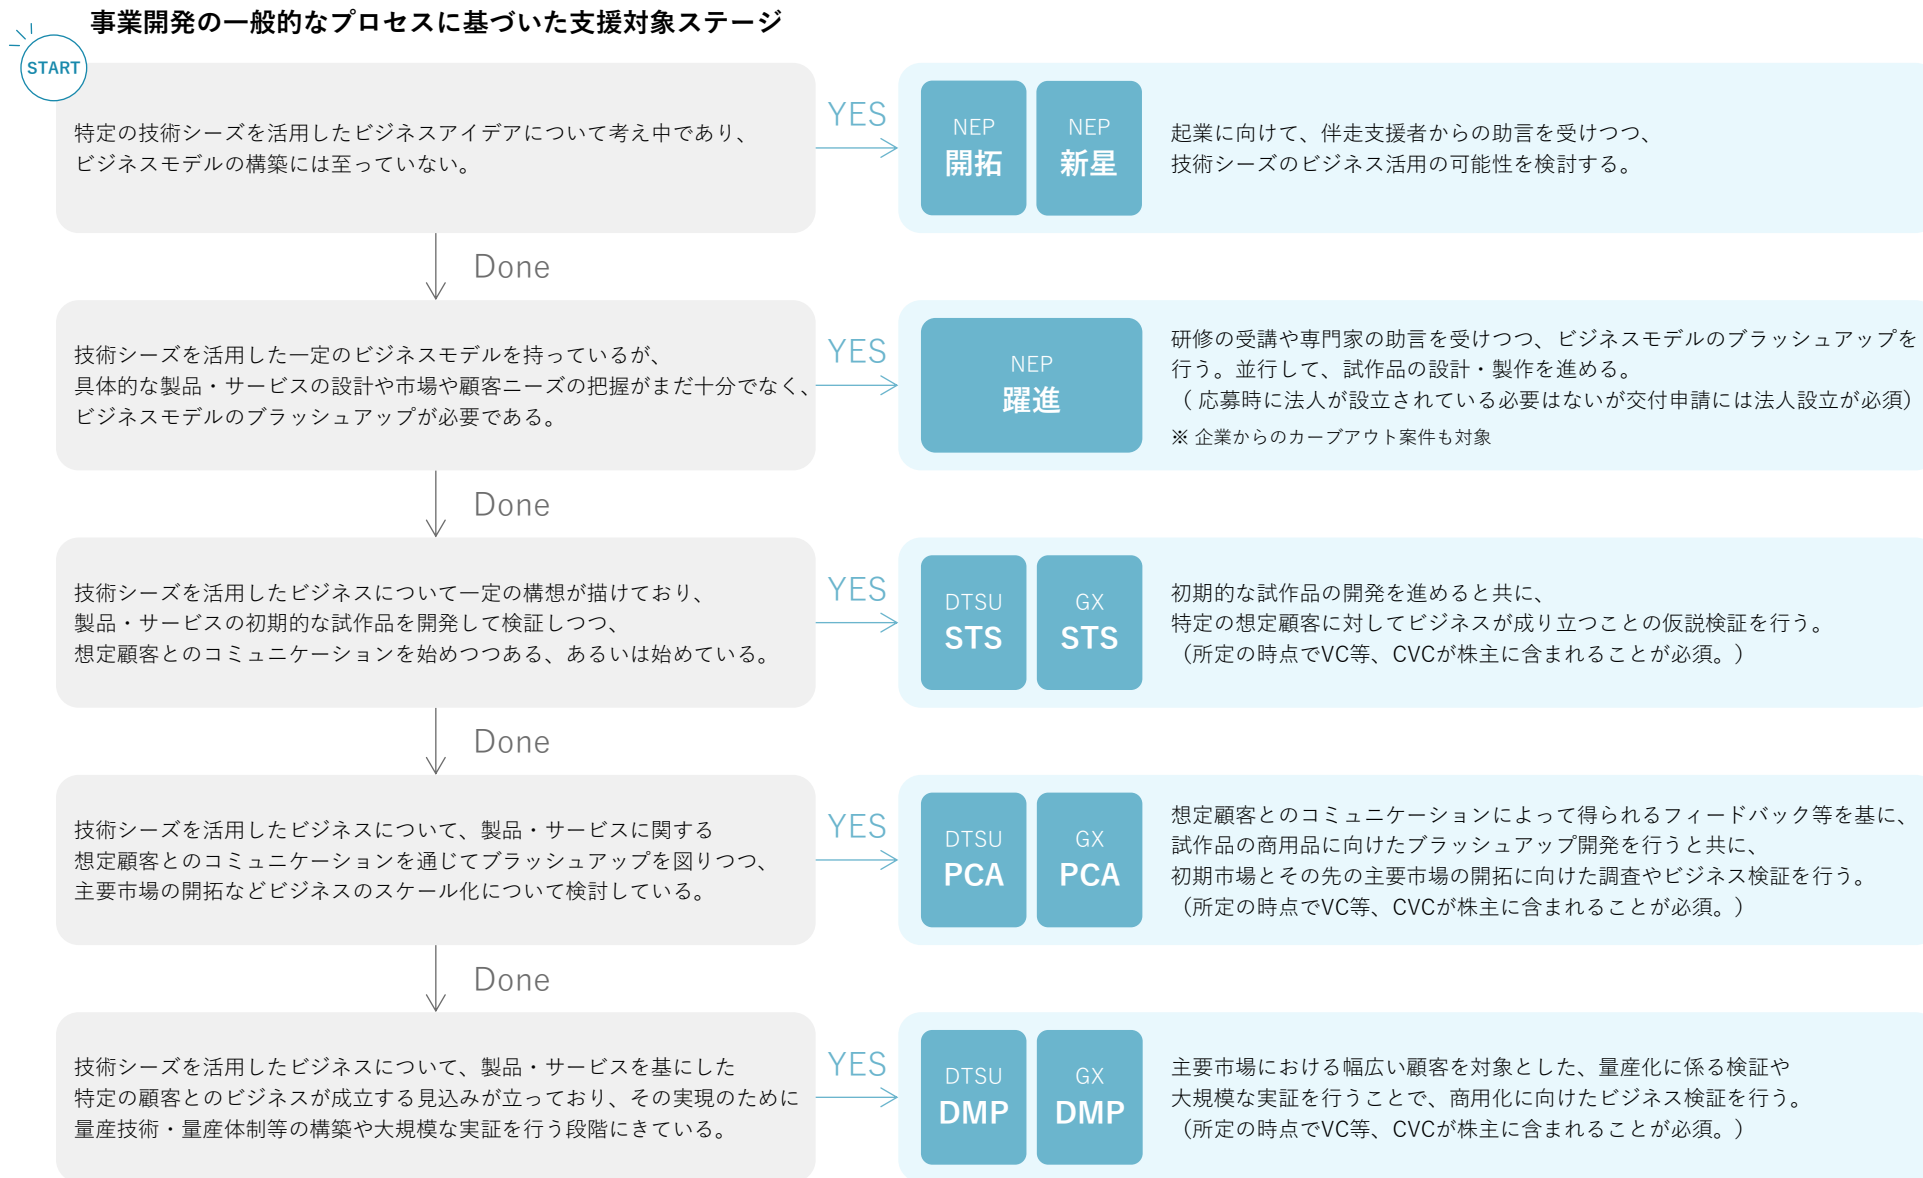 事業開発の一般的なプロセスに基づいた支援対象ステージ
START
特定の技術シーズを活用したビジネスアイデアについて考え中であり、
ビジネスモデルの構築には至っていない。
YES
NEP
開拓
NEP
新星
起業に向けて、伴走支援者からの助言を受けつつ、
技術シーズのビジネス活用の可能性を検討する。
Done
技術シーズを活用した一定のビジネスモデルを持っているが、
具体的な製品・サービスの設計や市場や顧客ニーズの把握がまだ十分でなく、
ビジネスモデルのブラッシュアップが必要である。
YES
NEP
躍進
研修の受講や専門家の助言を受けつつ、ビジネスモデルのブラッシュアップを
行う。並行して、試作品の設計・製作を進める。
（ 応募時に法人が設立されている必要はないが交付申請には法人設立が必須）
※ 企業からのカーブアウト案件も対象
Done
技術シーズを活用したビジネスについて一定の構想が描けており、
製品・サービスの初期的な試作品を開発して検証しつつ、
想定顧客とのコミュニケーションを始めつつある、あるいは始めている。
YES
DTSU
STS
GX
STS
初期的な試作品の開発を進めると共に、
特定の想定顧客に対してビジネスが成り立つことの仮説検証を行う。
（所定の時点でVC等、CVCが株主に含まれることが必須。）
Done
技術シーズを活用したビジネスについて、製品・サービスに関する
想定顧客とのコミュニケーションを通じてブラッシュアップを図りつつ、
主要市場の開拓などビジネスのスケール化について検討している。
YES
DTSU
PCA
GX
PCA
想定顧客とのコミュニケーションによって得られるフィードバック等を基に、
試作品の商用品に向けたブラッシュアップ開発を行うと共に、
初期市場とその先の主要市場の開拓に向けた調査やビジネス検証を行う。
（所定の時点でVC等、CVCが株主に含まれることが必須。）
Done
技術シーズを活用したビジネスについて、製品・サービスを基にした
特定の顧客とのビジネスが成立する見込みが立っており、その実現のために
量産技術・量産体制等の構築や大規模な実証を行う段階にきている。
YES
DTSU
DMP
GX
DMP
主要市場における幅広い顧客を対象とした、量産化に係る検証や
大規模な実証を行うことで、商用化に向けたビジネス検証を行う。
（所定の時点でVC等、CVCが株主に含まれることが必須。）